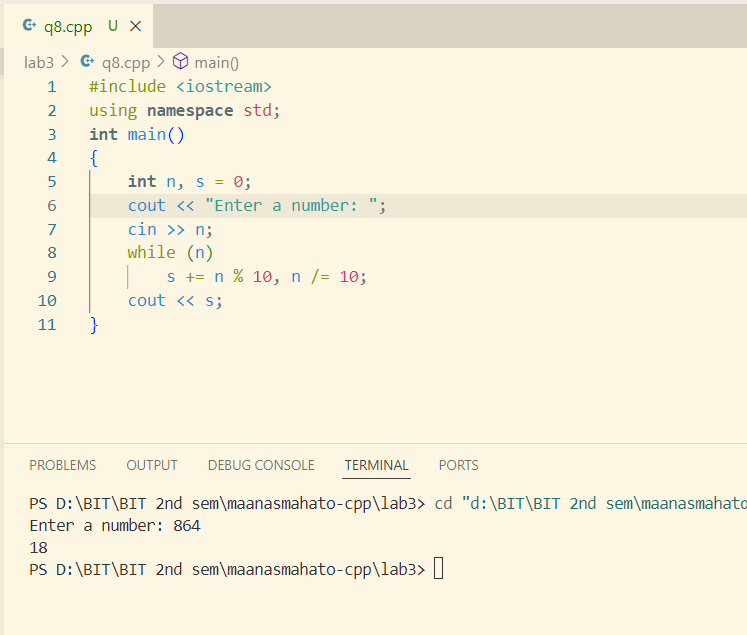 q8.cpp U
lab3 > q8.cpp > main()
1 #include <iostream>
2 using namespace std;
3 int main()
4 {
5 int n, s = 0;
6 cout << "Enter a number: ";
7 cin >> n;
8 while (n)
9 s += n % 10, n /= 10;
10 cout << s;
11 }
PROBLEMS OUTPUT DEBUG CONSOLE TERMINAL PORTS
PS D:\BIT\BIT 2nd sem\maanasmahato-cpp\lab3> cd "d:\BIT\BIT 2nd sem\maanasmahato
Enter a number: 864
18
PS D:\BIT\BIT 2nd sem\maanasmahato-cpp\lab3>